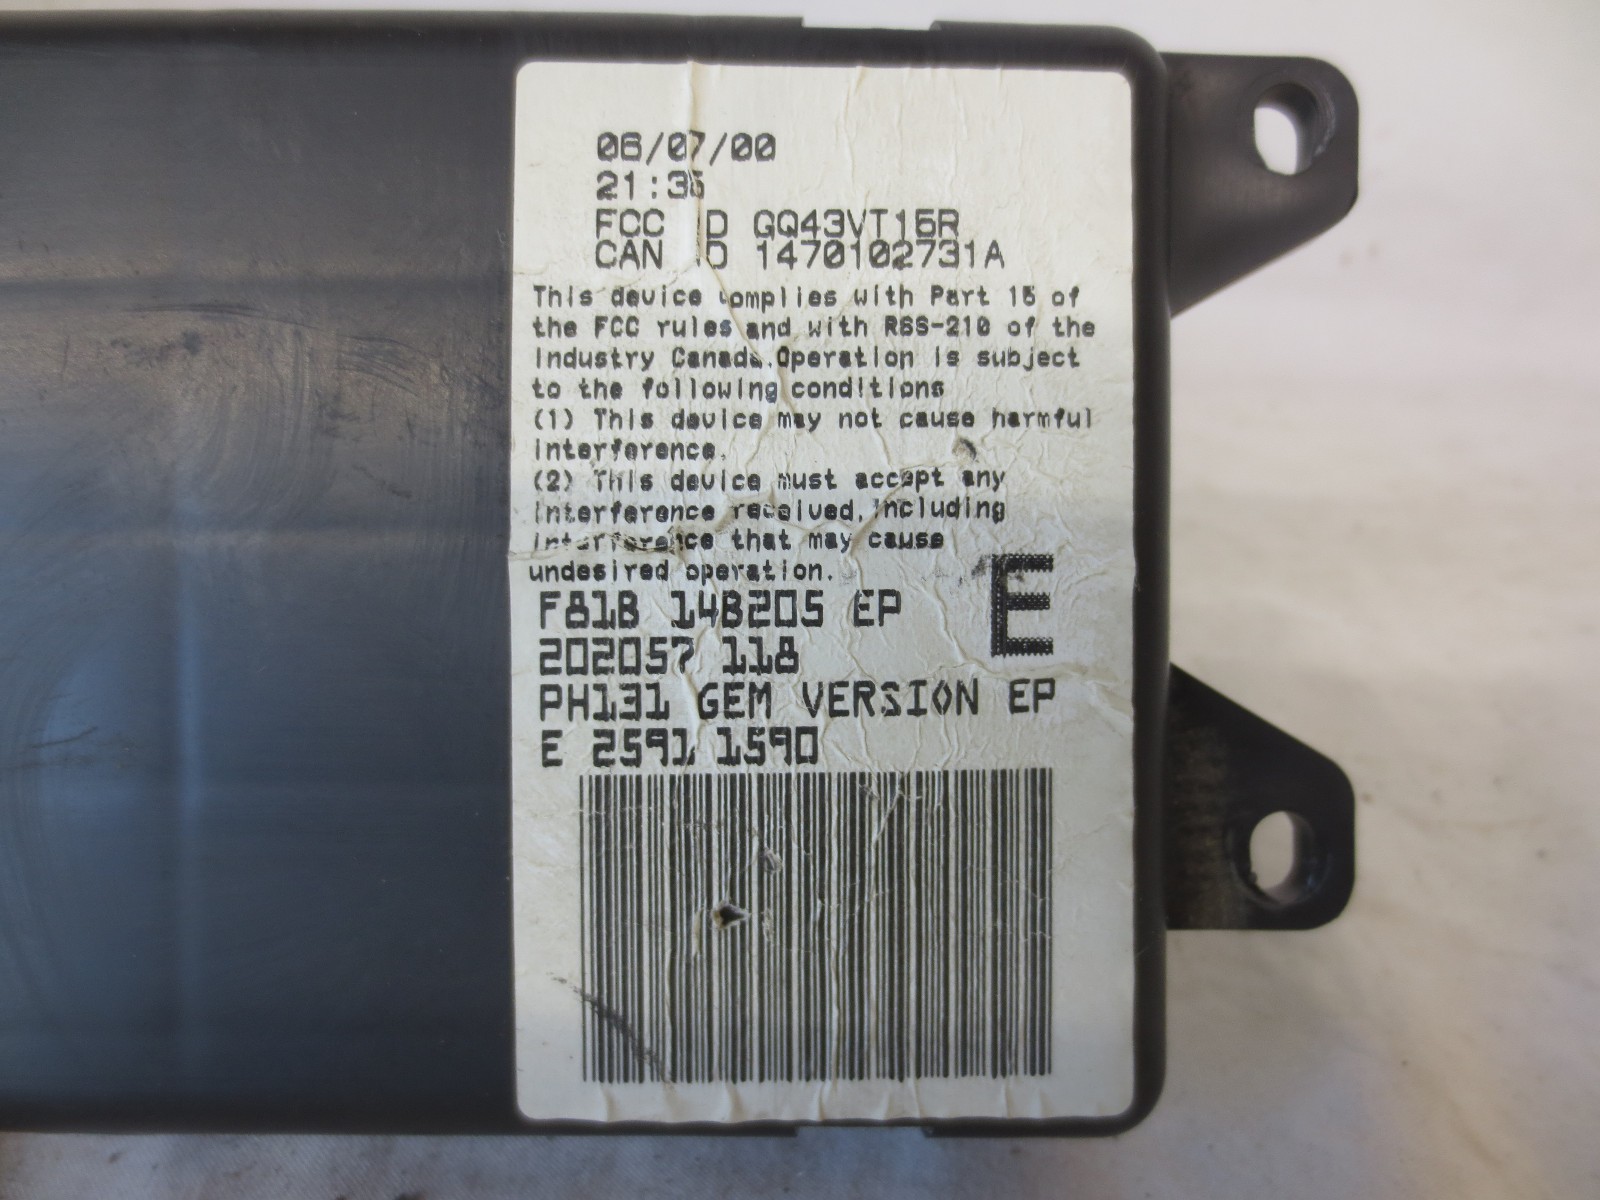 06/07/00
21:35
FCC ID GQ43VT15R
CAN ID 1470102731A
This device complies with Part 15 of
the FCC rules and with RSS-210 of the
Industry Canada.Operation is subject
to the following conditions
(1) This device may not cause harmful
interference.
(2) This device must accept any
interference received,including
interference that may cause
undesired operation.
F81B 14B205 EP
E
202057 118
PH131 GEM VERSION EP
E 2591 1590